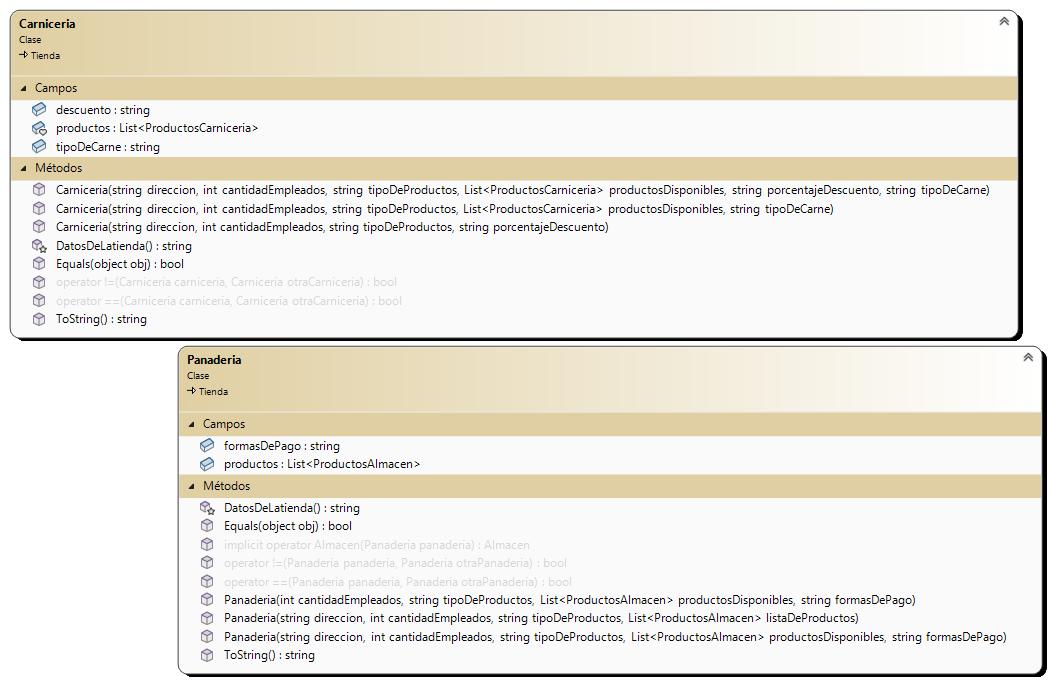 Carniceria
Clase
Tienda
Campos
descuento : string
productos : List<ProductosCarniceria>
tipoDeCarne : string
Métodos
Carniceria(string direccion, int cantidadEmpleados, string tipoDeProductos, List<ProductosCarniceria> productosDisponibles, string porcentajeDescuento, string tipoDeCarne)
Carniceria(string direccion, int cantidadEmpleados, string tipoDeProductos, List<ProductosCarniceria> productosDisponibles, string tipoDeCarne)
Carniceria(string direccion, int cantidadEmpleados, string tipoDeProductos, string porcentajeDescuento)
DatosDeLatienda() : string
Equals(object obj) : bool
operator !=(Carniceria carniceria, Carniceria otraCarniceria) : bool
operator ==(Carniceria carniceria, Carniceria otraCarniceria) : bool
ToString() : string
Panaderia
Clase
Tienda
Campos
formasDePago : string
productos : List<ProductosAlmacen>
Métodos
DatosDeLatienda() : string
Equals(object obj) : bool
implicit operator Almacen(Panaderia panaderia) : Almacen
operator !=(Panaderia panaderia, Panaderia otraPanaderia) : bool
operator ==(Panaderia panaderia, Panaderia otraPanaderia) : bool
Panaderia(int cantidadEmpleados, string tipoDeProductos, List<ProductosAlmacen> productosDisponibles, string formasDePago)
Panaderia(string direccion, int cantidadEmpleados, string tipoDeProductos, List<ProductosAlmacen> listaDeProductos)
Panaderia(string direccion, int cantidadEmpleados, string tipoDeProductos, List<ProductosAlmacen> productosDisponibles, string formasDePago)
ToString() : string